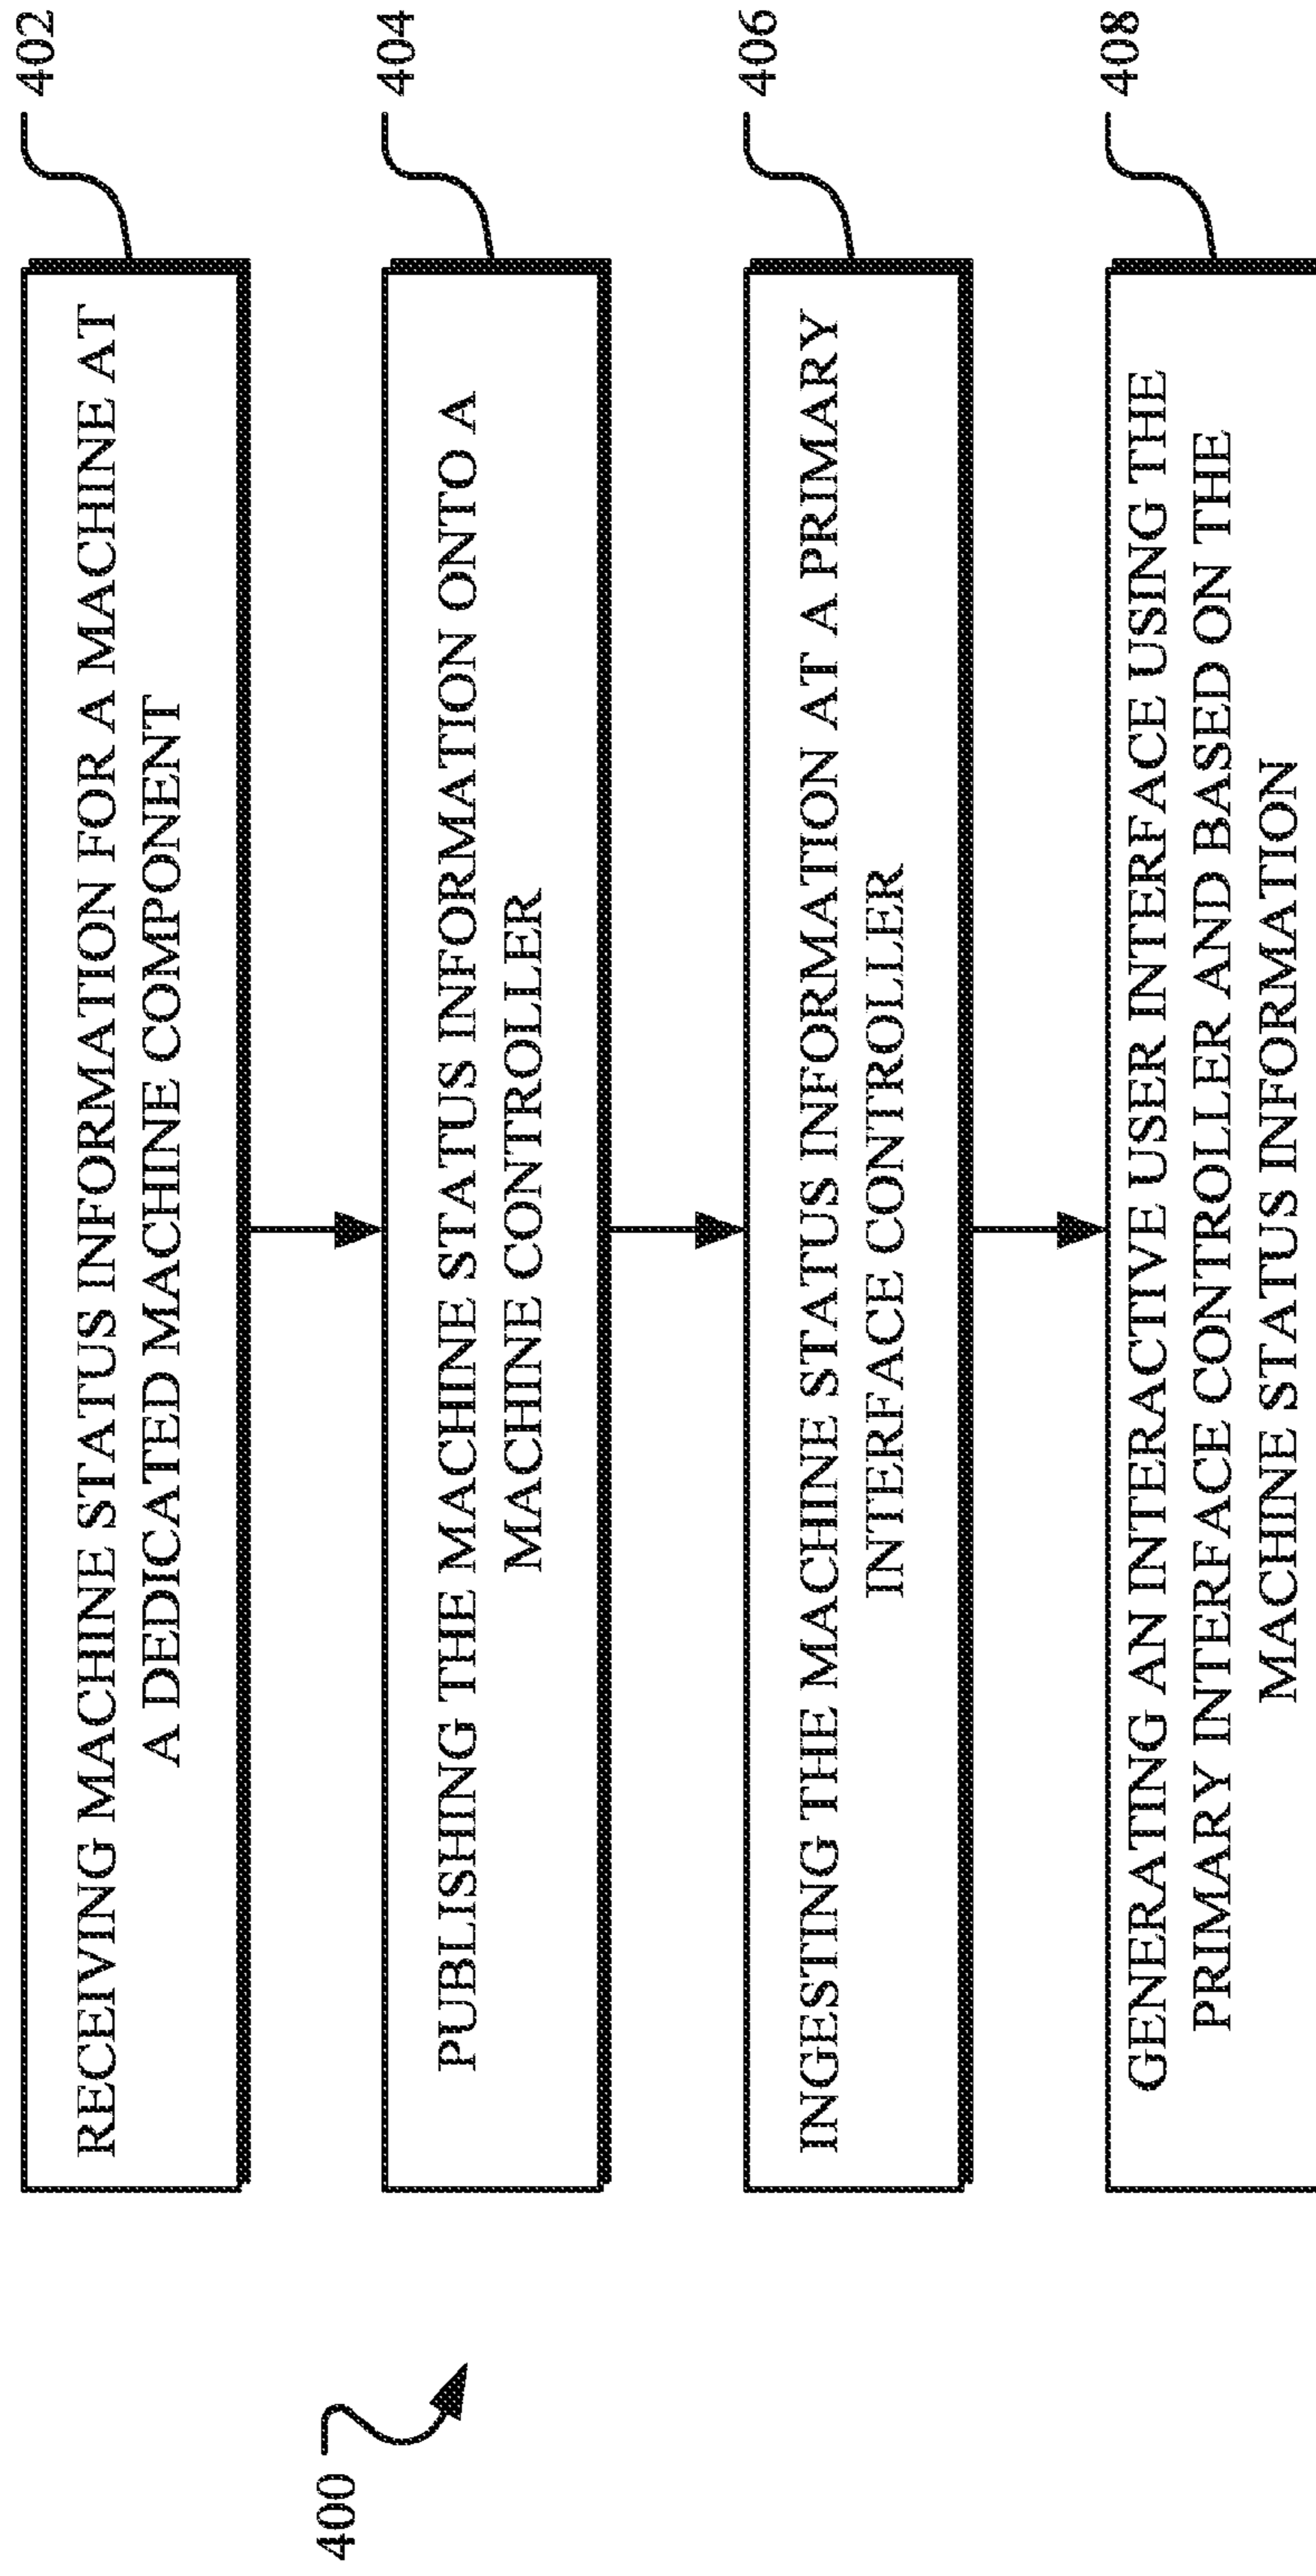 400
RECEIVING MACHINE STATUS INFORMATION FOR A MACHINE AT
A DEDICATED MACHINE COMPONENT
402
PUBLISHING THE MACHINE STATUS INFORMATION ONTO A
MACHINE CONTROLLER
404
INGESTING THE MACHINE STATUS INFORMATION AT A PRIMARY
INTERFACE CONTROLLER
406
GENERATING AN INTERACTIVE USER INTERFACE USING THE
PRIMARY INTERFACE CONTROLLER AND BASED ON THE
MACHINE STATUS INFORMATION
408